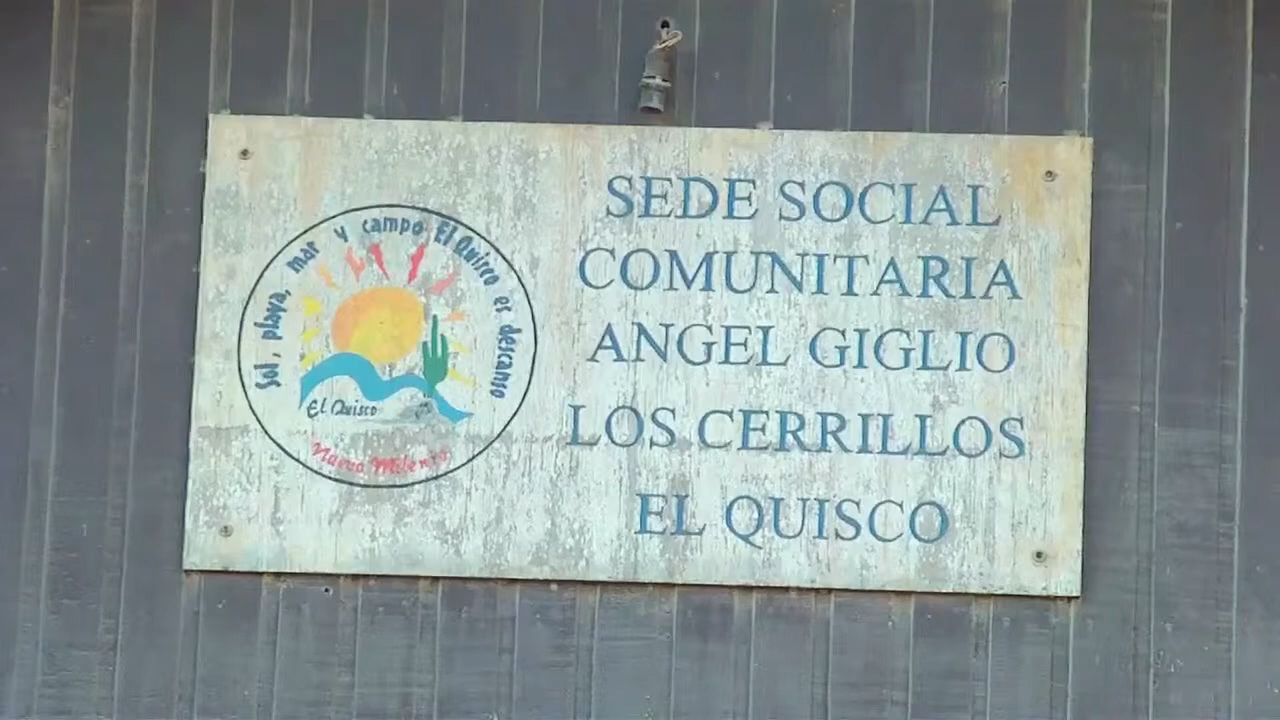 Sol, playa, mar y campo El Quisco es descanso
El Quisco
Nuevo Milenio
SEDE SOCIAL
COMUNITARIA
ANGEL GIGLIO
LOS CERRILLOS
EL QUISCO